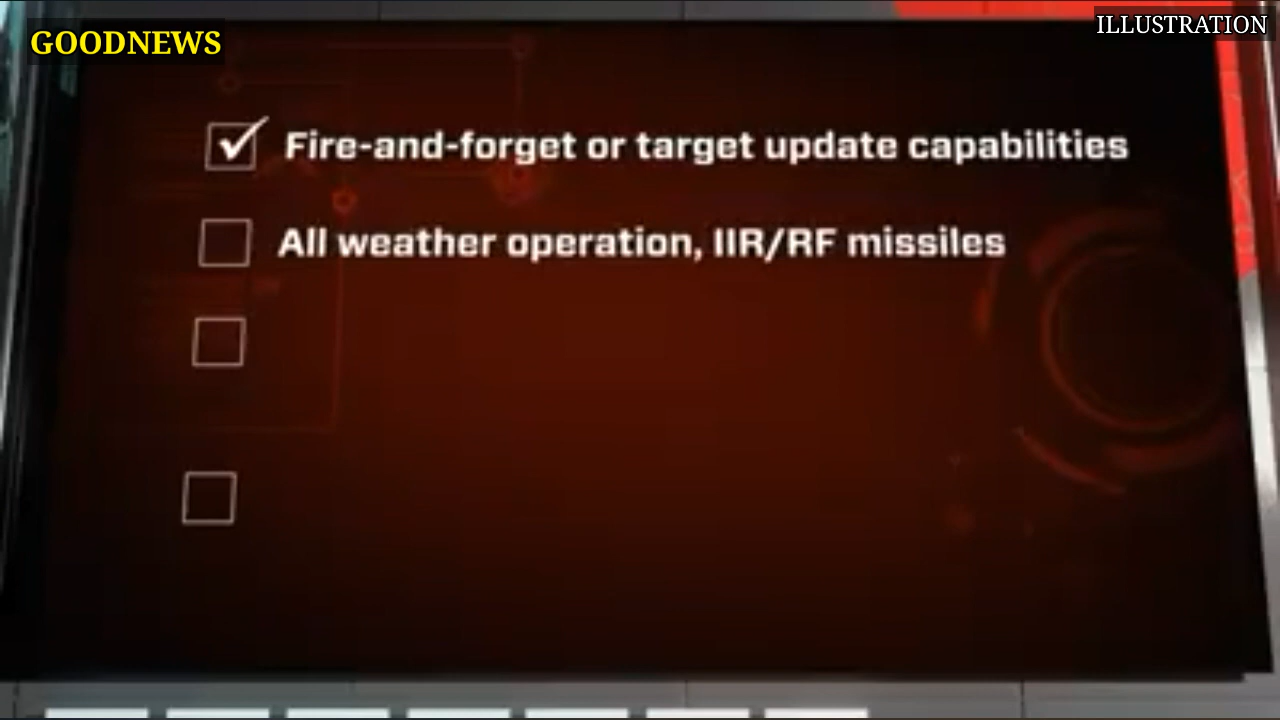 GOODNEWS
ILLUSTRATION
Fire-and-forget or target update capabilities
All weather operation, IIR/RF missiles